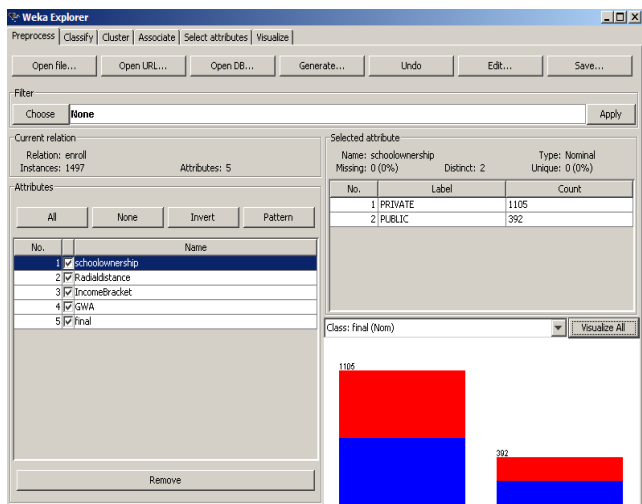 Weka Explorer
Preprocess Classify Cluster Associate Select attributes Visualize
Open file... Open URL... Open DB... Generate... Undo Edit... Save...
Filter
Choose None Apply
Current relation
Relation: enroll
Instances: 1497 Attributes: 5
Attributes
All None Invert Pattern
No. Name
1 schoolownership
2 Radialdistance
3 IncomeBracket
4 GWA
5 final
Remove
Selected attribute
Name: schoolownership Type: Nominal
Missing: 0 (0%) Distinct: 2 Unique: 0 (0%)
No. Label Count
1 PRIVATE 1105
2 PUBLIC 392
Class: final (Nom) Visualize All
1105
392